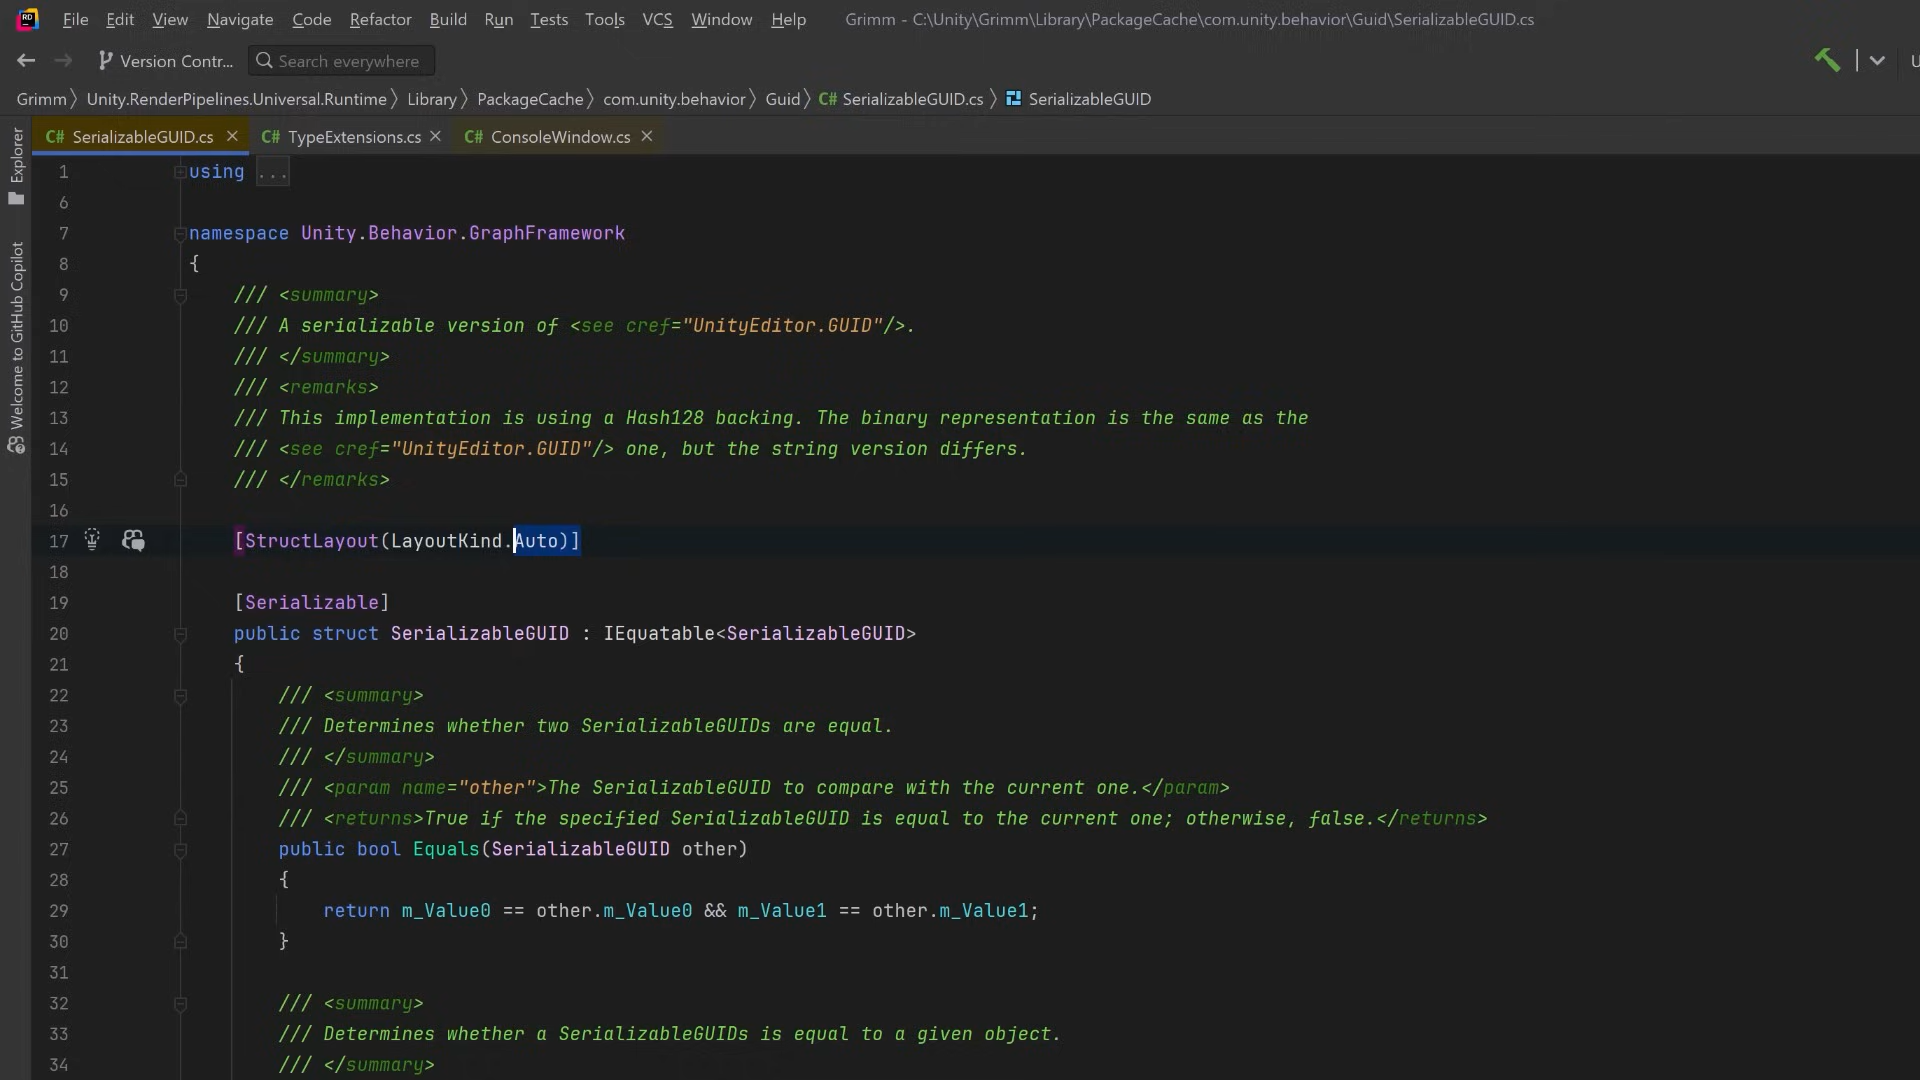 RD File Edit View Navigate Code Refactor Build Run Tests Tools VCS Window Help Grimm - C:\Unity\Grimm\Library\PackageCache\com.unity.behavior\Guid\SerializableGUID.cs
Version Contr... Search everywhere U
Grimm 〉 Unity.RenderPipelines.Universal.Runtime 〉 Library 〉 PackageCache 〉 com.unity.behavior 〉 Guid 〉 C# SerializableGUID.cs 〉 SerializableGUID
C# SerializableGUID.cs × C# TypeExtensions.cs × C# ConsoleWindow.cs ×
Explorer
Welcome to GitHub Copilot
1 using ...
6
7 namespace Unity.Behavior.GraphFramework
8 {
9 /// <summary>
10 /// A serializable version of <see cref="UnityEditor.GUID"/>.
11 /// </summary>
12 /// <remarks>
13 /// This implementation is using a Hash128 backing. The binary representation is the same as the
14 /// <see cref="UnityEditor.GUID"/> one, but the string version differs.
15 /// </remarks>
16
17 [StructLayout(LayoutKind.Auto)]
18
19 [Serializable]
20 public struct SerializableGUID : IEquatable<SerializableGUID>
21 {
22 /// <summary>
23 /// Determines whether two SerializableGUIDs are equal.
24 /// </summary>
25 /// <param name="other">The SerializableGUID to compare with the current one.</param>
26 /// <returns>True if the specified SerializableGUID is equal to the current one; otherwise, false.</returns>
27 public bool Equals(SerializableGUID other)
28 {
29 return m_Value0 == other.m_Value0 && m_Value1 == other.m_Value1;
30 }
31
32 /// <summary>
33 /// Determines whether a SerializableGUIDs is equal to a given object.
34 /// </summary>